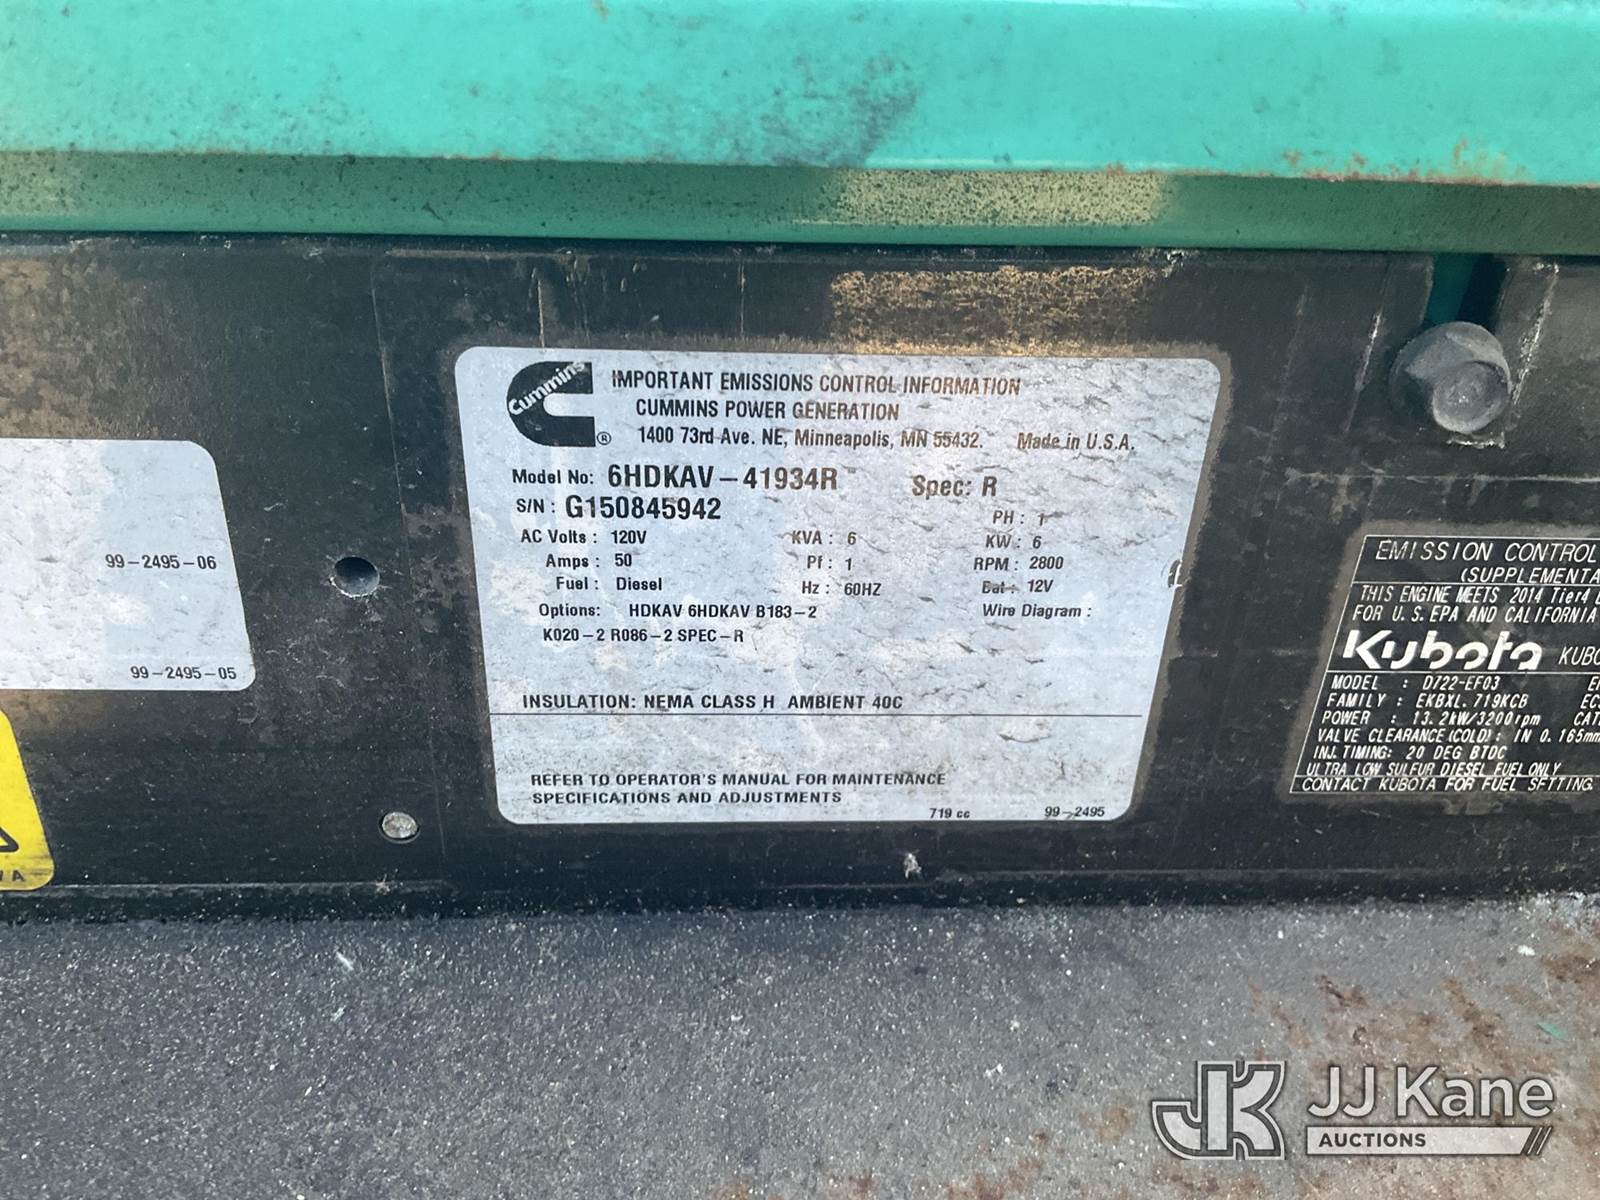 Cummins
®
IMPORTANT EMISSIONS CONTROL INFORMATION
CUMMINS POWER GENERATION
1400 73rd Ave. NE, Minneapolis, MN 55432. Made in U.S.A.
Model No: 6HDKAV-41934R Spec: R
S/N : G150845942 PH : 1
AC Volts : 120V KVA : 6 KW : 6
Amps : 50 Pf : 1 RPM : 2800
Fuel : Diesel Hz : 60HZ Bat : 12V
Options: HDKAV 6HDKAV B183-2 Wire Diagram :
K020-2 R086-2 SPEC-R
INSULATION: NEMA CLASS H AMBIENT 40C
REFER TO OPERATOR'S MANUAL FOR MAINTENANCE
SPECIFICATIONS AND ADJUSTMENTS
719 cc 99-2495
99-2495-06
99-2495-05
EMISSION CONTROL
(SUPPLEMENTA
THIS ENGINE MEETS 2014 Tier4
FOR U.S.EPA AND CALIFORNIA
Kubota KUBO
MODEL : D722-EF03
FAMILY : EKBXL.719KCB
POWER : 13.2kW/3200rpm CAT
VALVE CLEARANCE(COLD): IN 0.165mm
INJ.TIMING: 20 DEG BTDC
ULTRA LOW SULFUR DIESEL FUEL ONLY
CONTACT KUBOTA FOR FUEL SETTING
JK JJ Kane
AUCTIONS